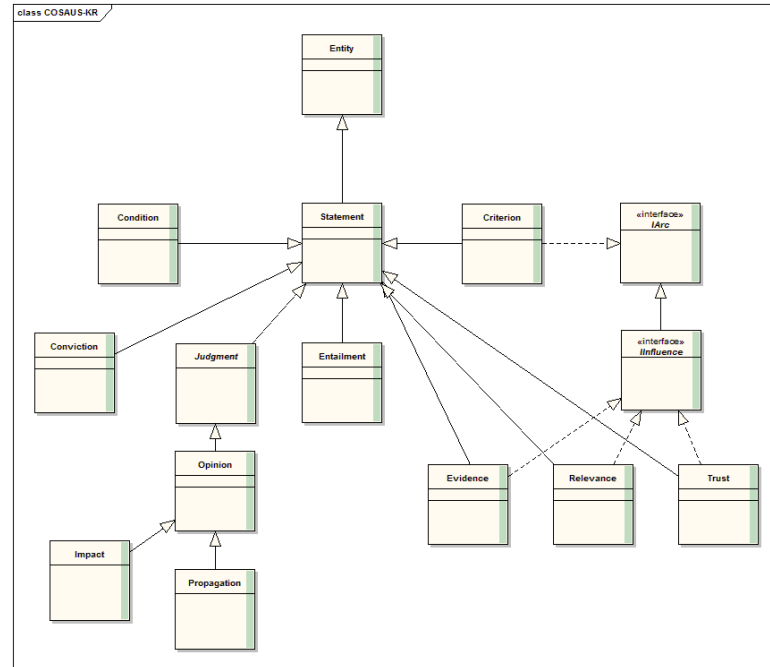 class COSAUS-KR
Entity
Condition
Statement
Criterion
«interface»
IArc
Conviction
Judgment
Entailment
«interface»
IInfluence
Opinion
Evidence
Relevance
Trust
Impact
Propagation